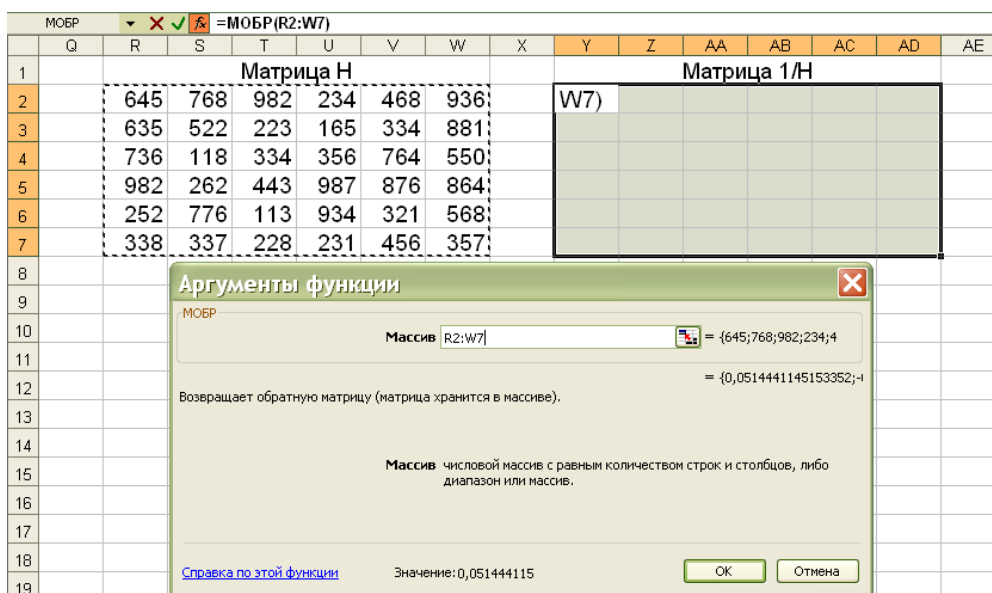 МОБР =МОБР(R2:W7)
Q R S T U V W X Y Z AA AB AC AD AE
1 Матрица H Матрица 1/H
2 645 768 982 234 468 936 W7)
3 635 522 223 165 334 881
4 736 118 334 356 764 550
5 982 262 443 987 876 864
6 252 776 113 934 321 568
7 338 337 228 231 456 357
8
Аргументы функции
9
МОБР
10
Массив R2:W7 = {645;768;982;234;4
11
= {0,0514441145153352;-
12
Возвращает обратную матрицу (матрица хранится в массиве).
13
14
Массив числовой массив с равным количеством строк и столбцов, либо
15
диапазон или массив.
16
17
18
Справка по этой функции Значение:0,051444115 ОК Отмена
19